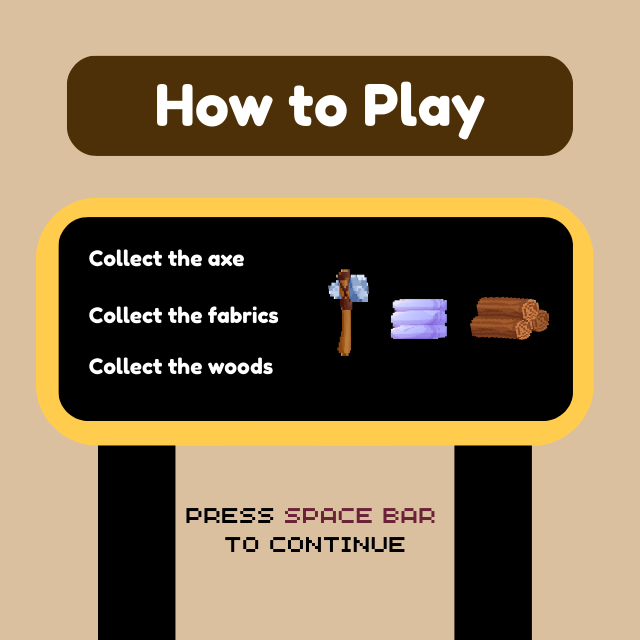 How to Play
Collect the axe
Collect the fabrics
Collect the woods
PRESS SPACE BAR
TO CONTINUE